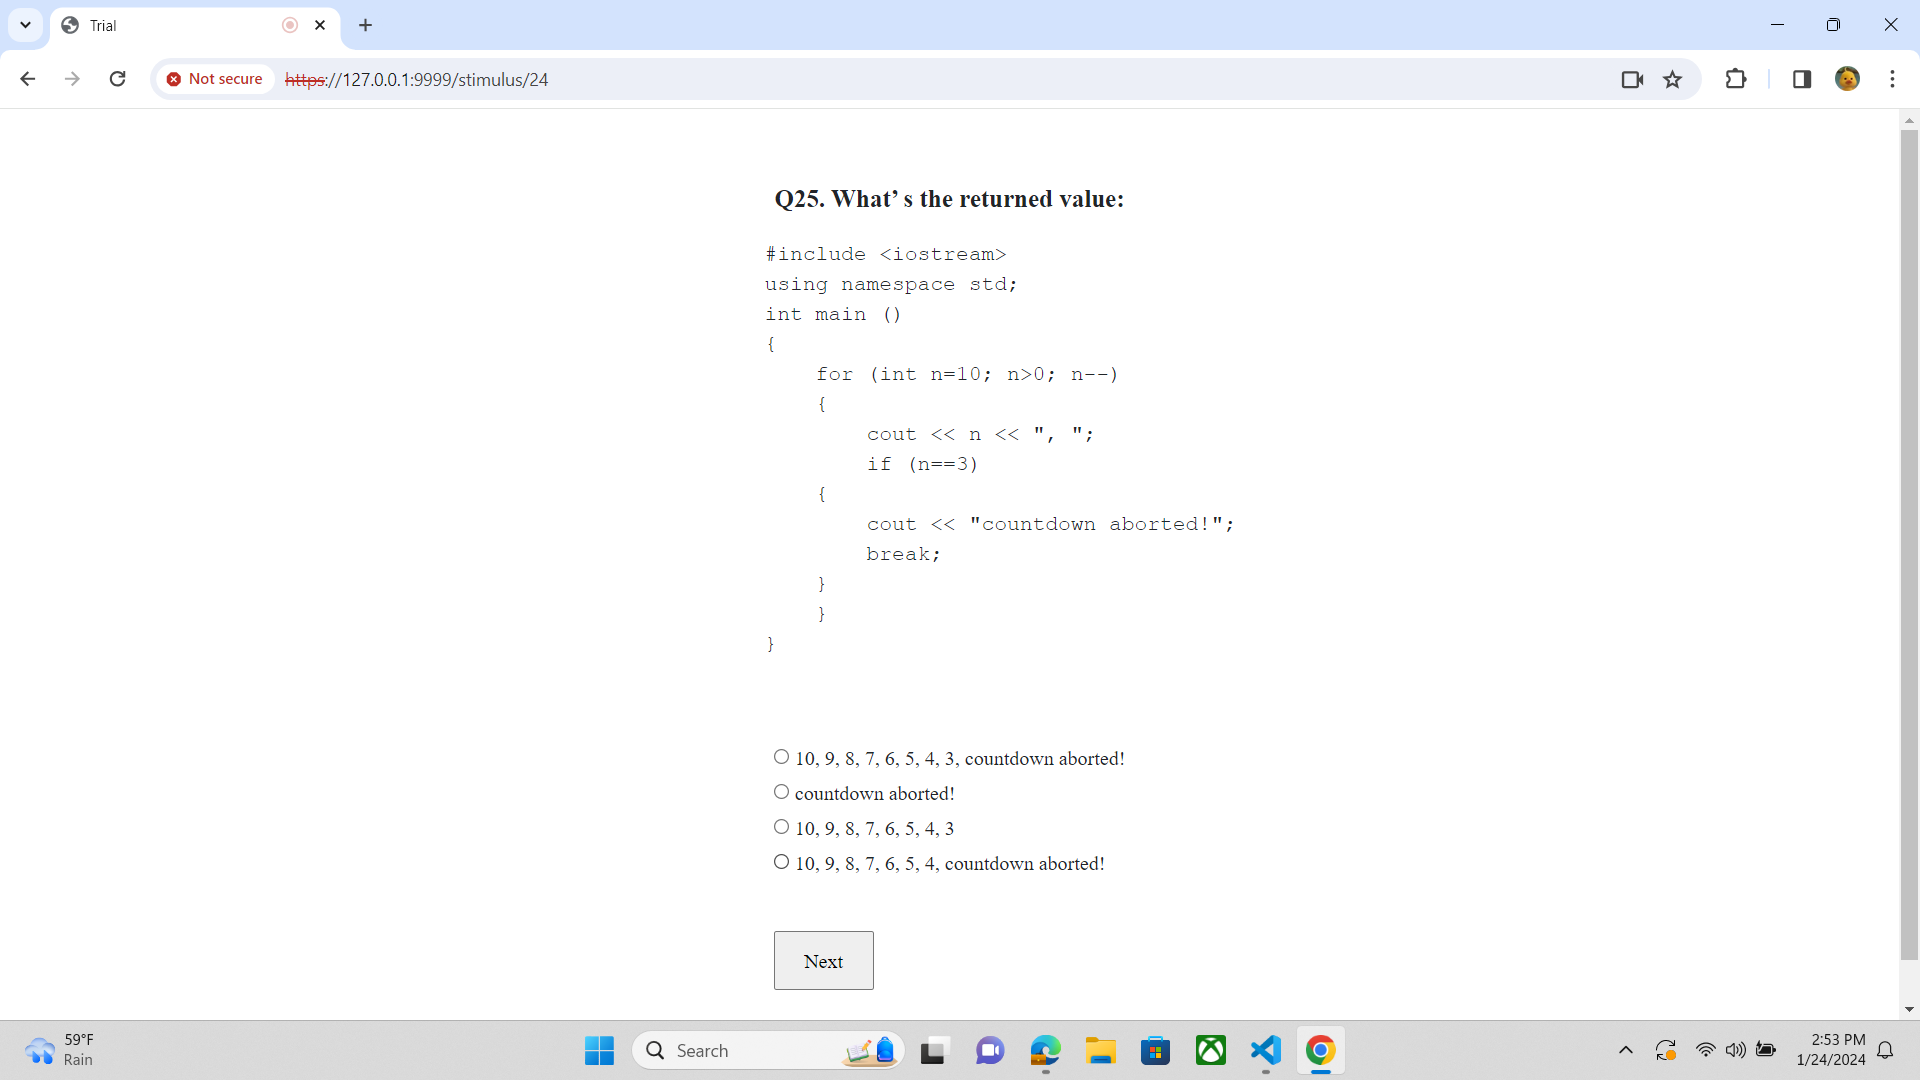 Trial
Not secure
https://127.0.0.1:9999/stimulus/24
Q25. What’ s the returned value:
#include <iostream>
using namespace std;
int main ()
{
    for (int n=10; n>0; n--)
    {
        cout << n << ", ";
        if (n==3)
    {
        cout << "countdown aborted!";
        break;
    }
    }
}
10, 9, 8, 7, 6, 5, 4, 3, countdown aborted!
countdown aborted!
10, 9, 8, 7, 6, 5, 4, 3
10, 9, 8, 7, 6, 5, 4, countdown aborted!
Next
59°F
Rain
Search
2:53 PM
1/24/2024